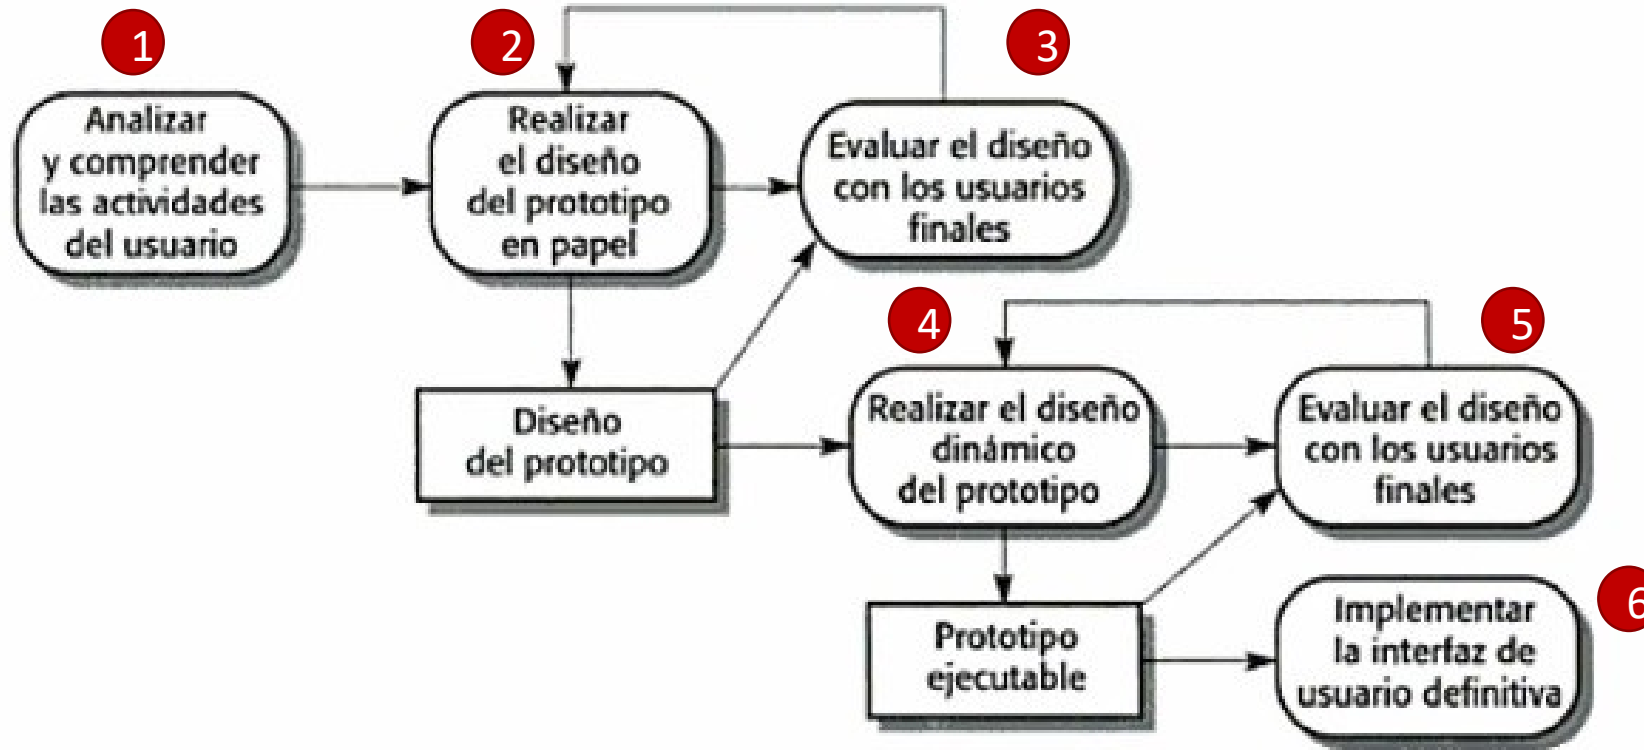 1
Analizar
y comprender
las actividades
del usuario
2
Realizar
el diseño
del prototipo
en papel
3
Evaluar el diseño
con los usuarios
finales
Diseño
del prototipo
4
Realizar el diseño
dinámico
del prototipo
5
Evaluar el diseño
con los usuarios
finales
Prototipo
ejecutable
6
Implementar
la interfaz de
usuario definitiva